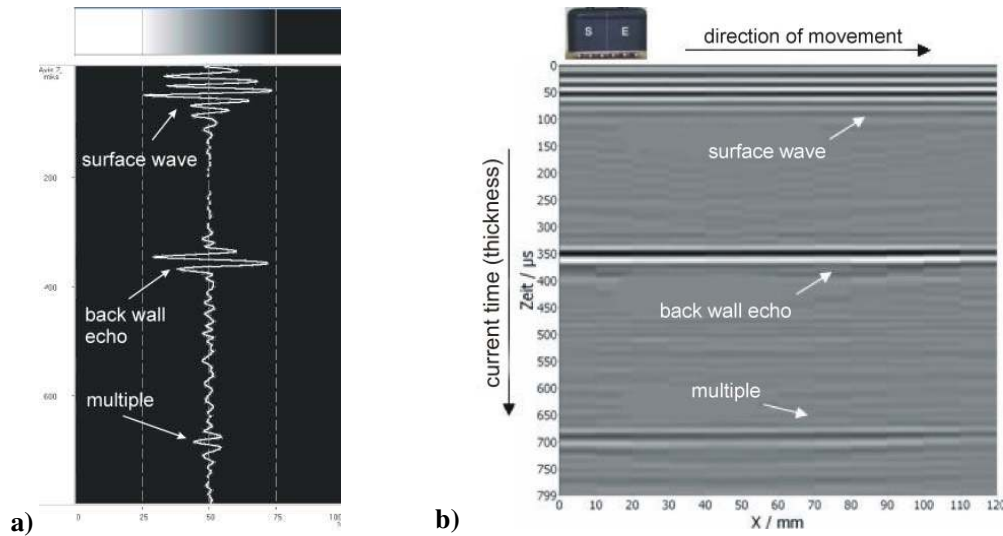 mks
200
400
600
0
25
50
75
100
surface wave
back wall
echo
multiple
a)
S E
direction of movement
current time (thickness)
Zeit / µs
0
50
100
150
200
250
300
350
400
450
500
550
600
650
700
750
799
surface wave
back wall echo
multiple
0 10 20 30 40 50 60 70 80 90 100 110 120
X / mm
b)